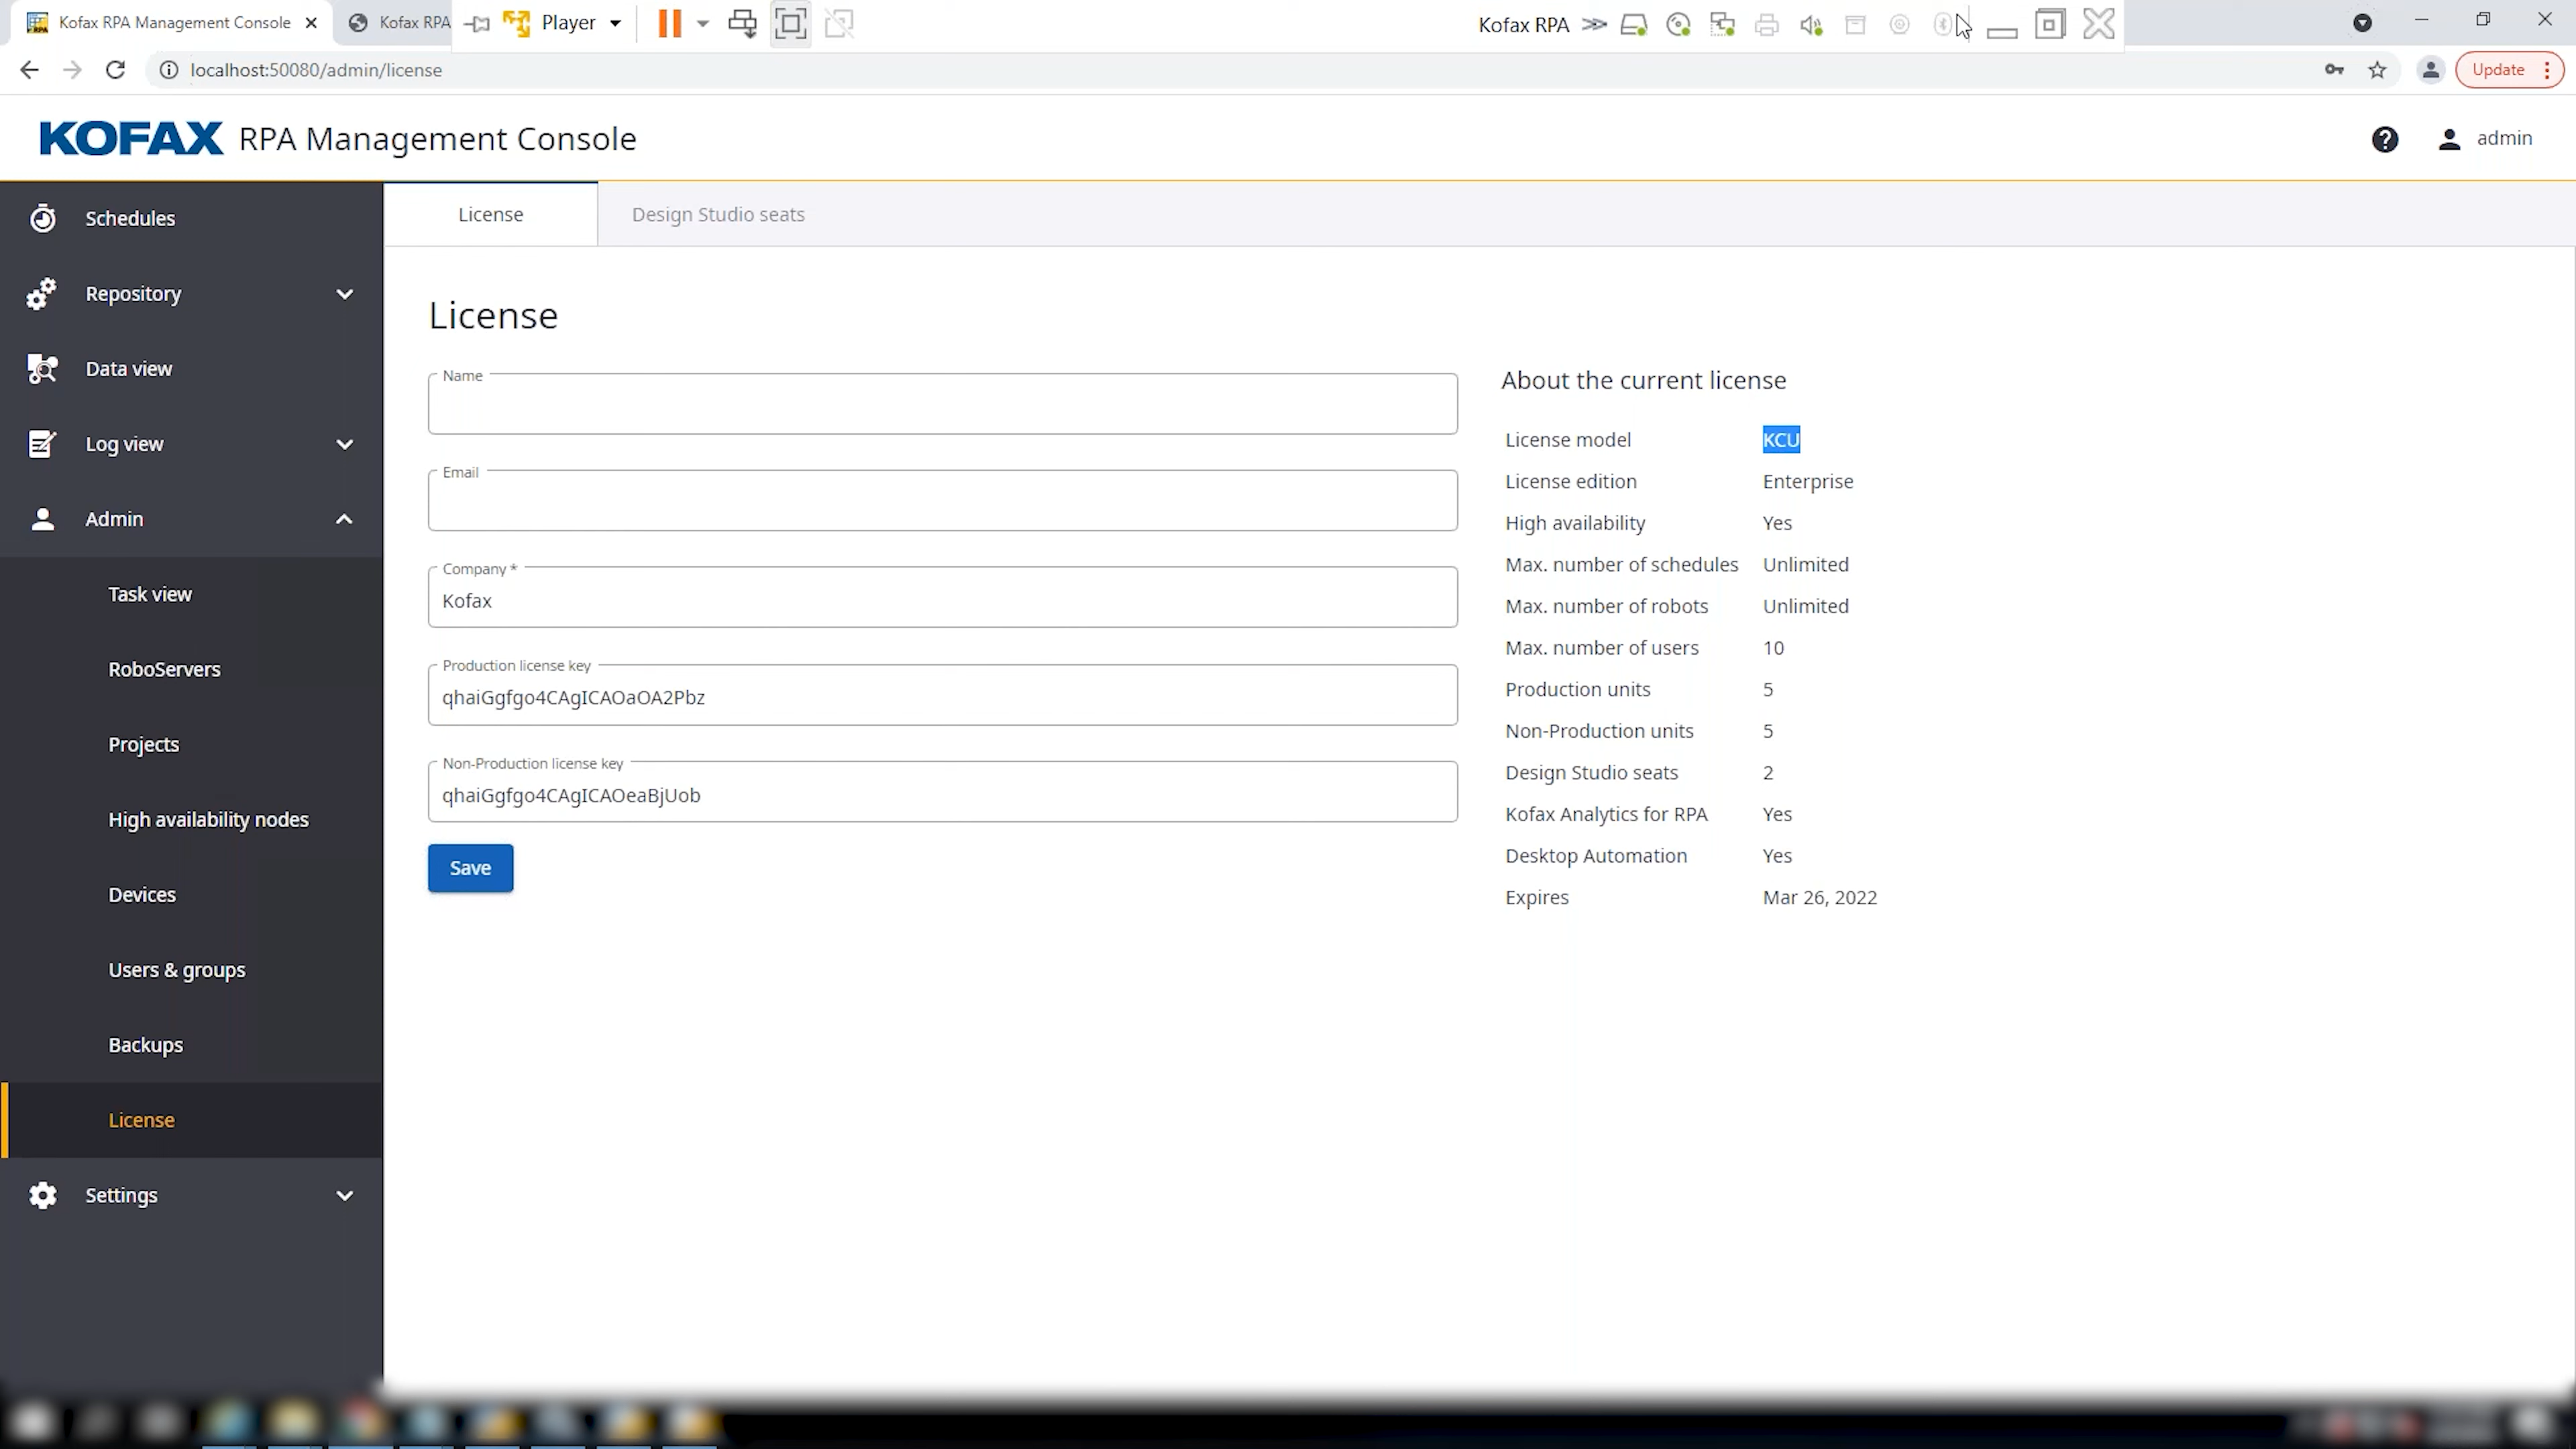 Kofax RPA Management Console
Kofax RPA
Player
Kofax RPA
localhost:50080/admin/license
Update
KOFAX RPA Management Console
admin
Schedules
Repository
Data view
Log view
Admin
Task view
RoboServers
Projects
High availability nodes
Devices
Users & groups
Backups
License
Settings
License
Design Studio seats
License
Name
Email
Company *
Kofax
Production license key
qhaiGgfgo4CAgICAOaOA2Pbz
Non-Production license key
qhaiGgfgo4CAgICAOeaBjUob
Save
About the current license
License model KCU
License edition Enterprise
High availability Yes
Max. number of schedules Unlimited
Max. number of robots Unlimited
Max. number of users 10
Production units 5
Non-Production units 5
Design Studio seats 2
Kofax Analytics for RPA Yes
Desktop Automation Yes
Expires Mar 26, 2022